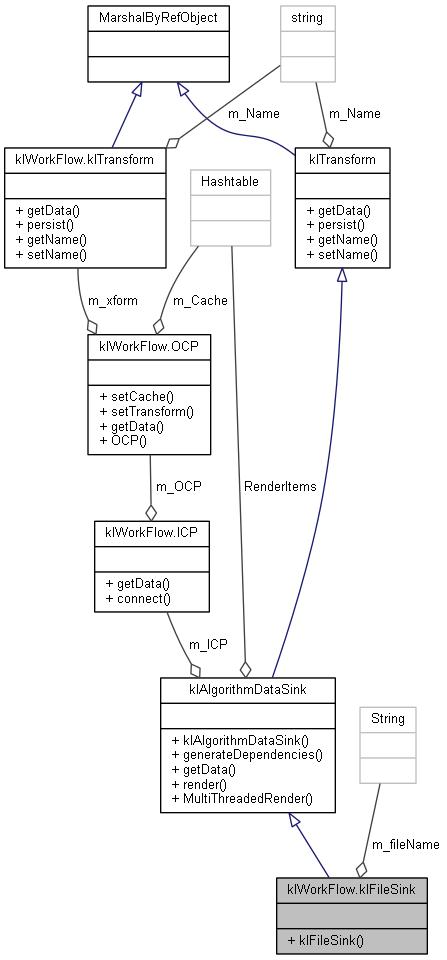 MarshalByRefObject
string
m_Name
m_Name
klWorkFlow.klTransform
+ getData()
+ persist()
+ getName()
+ setName()
klTransform
+ getData()
+ persist()
+ getName()
+ setName()
Hashtable
m_xform
m_Cache
klWorkFlow.OCP
+ setCache()
+ setTransform()
+ getData()
+ OCP()
m_OCP
RenderItems
klWorkFlow.ICP
+ getData()
+ connect()
m_ICP
klAlgorithmDataSink
+ klAlgorithmDataSink()
+ generateDependencies()
+ getData()
+ render()
+ MultiThreadedRender()
String
m_fileName
klWorkFlow.klFileSink
+ klFileSink()